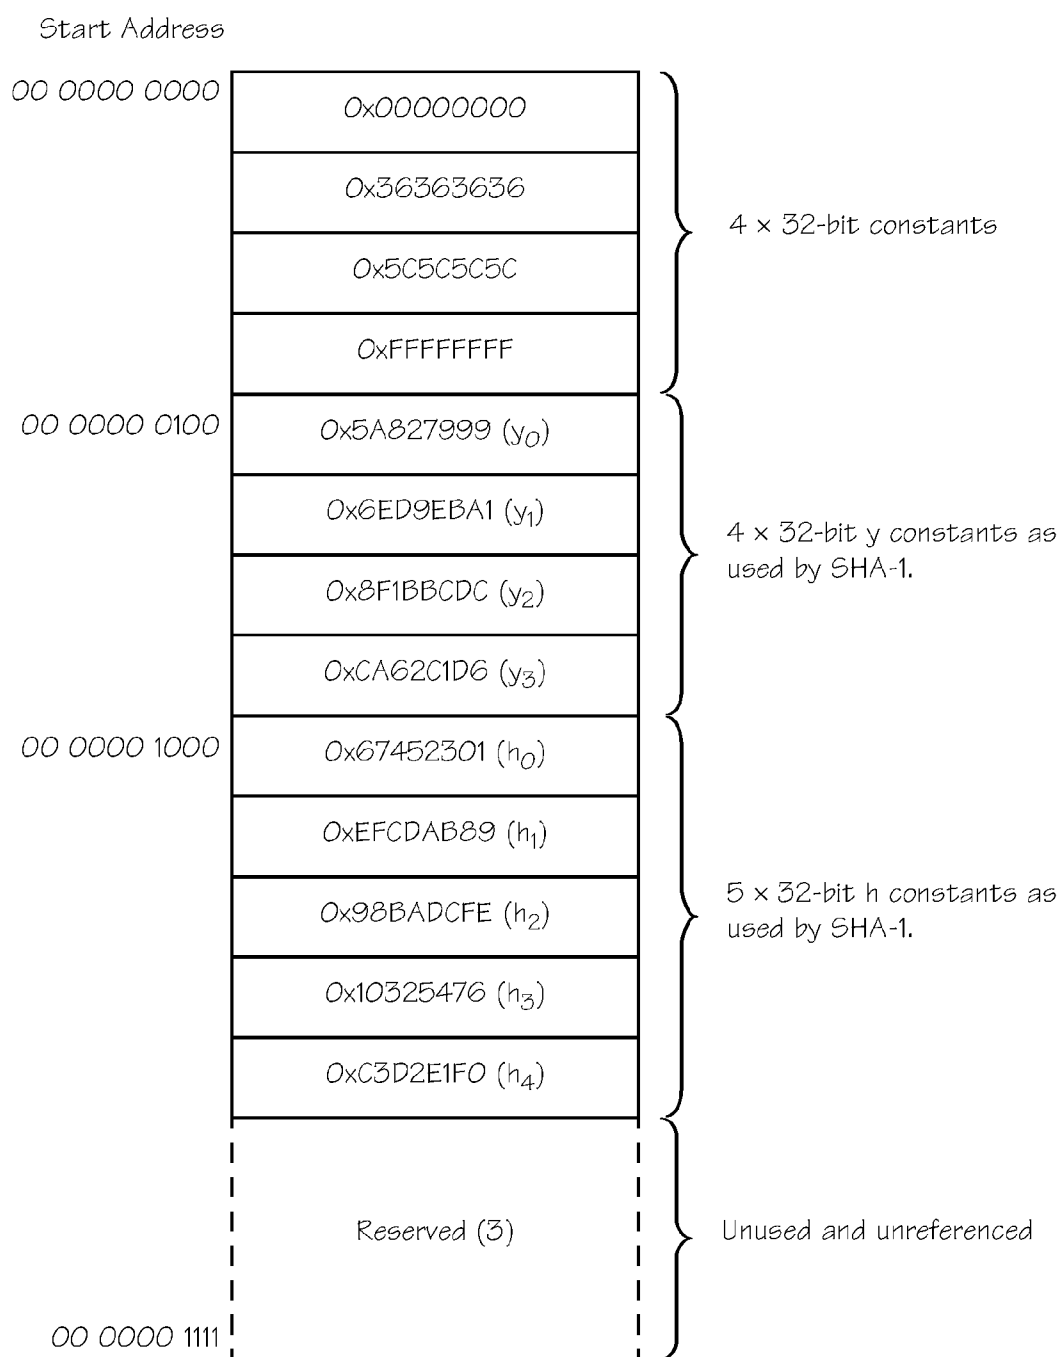 Start Address
00 0000 0000
0x00000000
0x36363636
4 × 32-bit constants
0x5C5C5C5C
0xFFFFFFFF
00 0000 0100
0x5A827999 (y0)
0x6ED9EBA1 (y1)
4 × 32-bit y constants as
used by SHA-1.
0x8F1BBCDC (y2)
0xCA62C1D6 (y3)
00 0000 1000
0x67452301 (h0)
0xEFCDAB89 (h1)
5 × 32-bit h constants as
used by SHA-1.
0x98BADCFE (h2)
0x10325476 (h3)
0xC3D2E1F0 (h4)
Reserved (3)
Unused and unreferenced
00 0000 1111